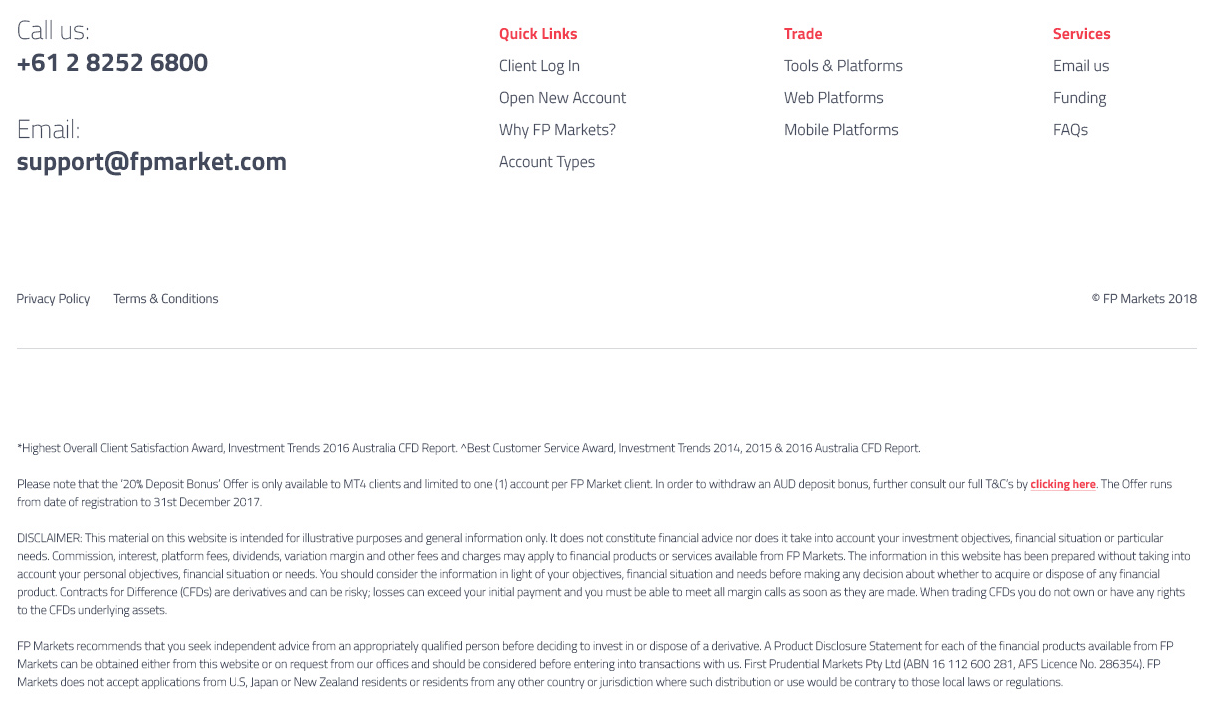 Call us:
+61 2 8252 6800
Email:
support@fpmarket.com
Quick Links
Client Log In
Open New Account
Why FP Markets?
Account Types
Trade
Tools & Platforms
Web Platforms
Mobile Platforms
Services
Email us
Funding
FAQs
Privacy Policy Terms & Conditions
© FP Markets 2018
*Highest Overall Client Satisfaction Award, Investment Trends 2016 Australia CFD Report. ^Best Customer Service Award, Investment Trends 2014, 2015 & 2016 Australia CFD Report.
Please note that the ‘20% Deposit Bonus’ Offer is only available to MT4 clients and limited to one (1) account per FP Market client. In order to withdraw an AUD deposit bonus, further consult our full T&C’s by clicking here. The Offer runs
from date of registration to 31st December 2017.
DISCLAIMER: This material on this website is intended for illustrative purposes and general information only. It does not constitute financial advice nor does it take into account your investment objectives, financial situation or particular
needs. Commission, interest, platform fees, dividends, variation margin and other fees and charges may apply to financial products or services available from FP Markets. The information in this website has been prepared without taking into
account your personal objectives, financial situation or needs. You should consider the information in light of your objectives, financial situation and needs before making any decision about whether to acquire or dispose of any financial
product. Contracts for Difference (CFDs) are derivatives and can be risky; losses can exceed your initial payment and you must be able to meet all margin calls as soon as they are made. When trading CFDs you do not own or have any rights
to the CFDs underlying assets.
FP Markets recommends that you seek independent advice from an appropriately qualified person before deciding to invest in or dispose of a derivative. A Product Disclosure Statement for each of the financial products available from FP
Markets can be obtained either from this website or on request from our offices and should be considered before entering into transactions with us. First Prudential Markets Pty Ltd (ABN 16 112 600 281, AFS Licence No. 286354). FP
Markets does not accept applications from U.S, Japan or New Zealand residents or residents from any other country or jurisdiction where such distribution or use would be contrary to those local laws or regulations.